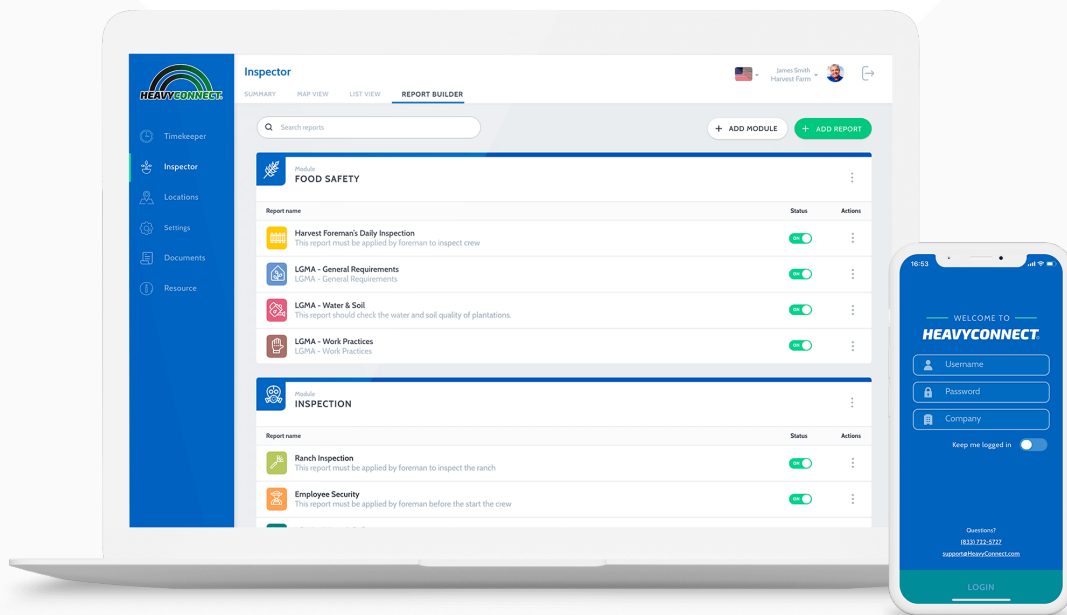 HEAVYCONNECT
Timekeeper
Inspector
Locations
Settings
Documents
Resource
Inspector
James Smith
Harvest Farm
SUMMARY MAP VIEW LIST VIEW REPORT BUILDER
Search reports
+ ADD MODULE
+ ADD REPORT
Module
FOOD SAFETY
Report name Status Actions
Harvest Foreman's Daily Inspection
This report must be applied by foreman to inspect crew
ON
LGMA - General Requirements
LGMA - General Requirements
ON
LGMA - Water & Soil
This report should check the water and soil quality of plantations.
ON
LGMA - Work Practices
LGMA - Work Practices
ON
Module
INSPECTION
Report name Status Actions
Ranch Inspection
This report must be applied by foreman to inspect the ranch
ON
Employee Security
This report must be applied by foreman before the start the crew
ON
16:53
WELCOME TO
HEAVYCONNECT
Username
Password
Company
Keep me logged in
Questions?
(833) 722-5727
support@HeavyConnect.com
LOGIN